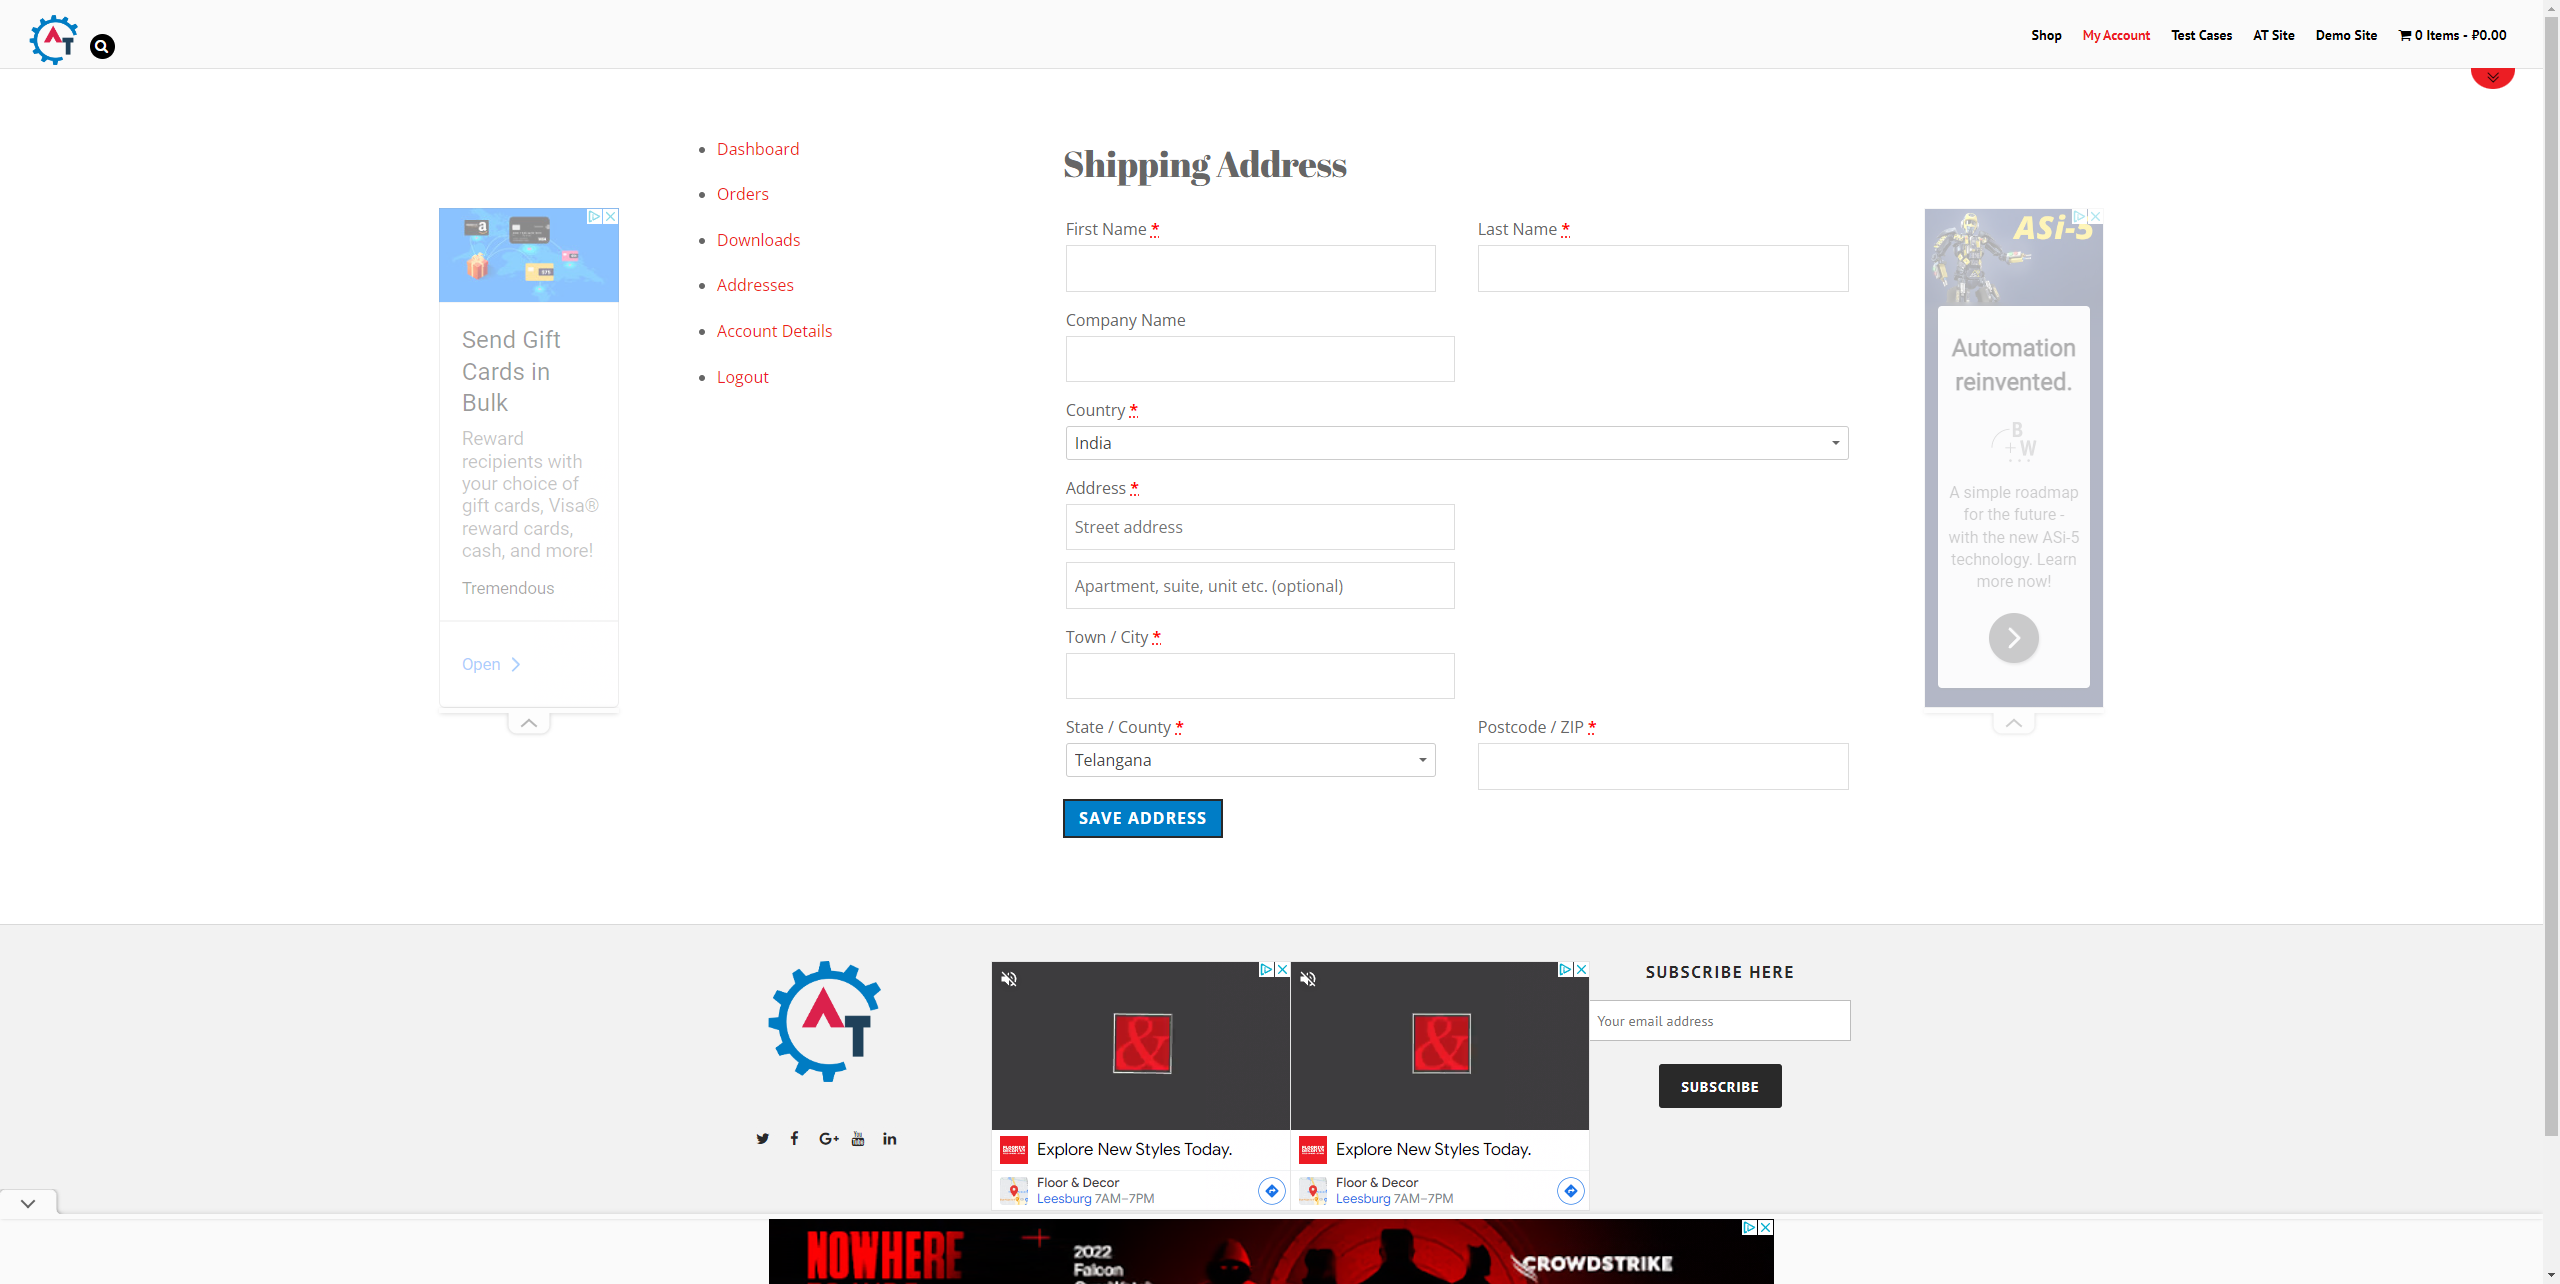 AT
Shop
My Account
Test Cases
AT Site
Demo Site
0 Items - ₽0.00
Dashboard
Orders
Downloads
Addresses
Account Details
Logout
Shipping Address
First Name *
Last Name *
Company Name
Country *
India
Address *
Street address
Apartment, suite, unit etc. (optional)
Town / City *
State / County *
Telangana
Postcode / ZIP *
SAVE ADDRESS
a
Send Gift
Cards in
Bulk
Reward
recipients with
your choice of
gift cards, Visa®
reward cards,
cash, and more!
Tremendous
Open
ASi-5
Automation
reinvented.
B
+W
A simple roadmap
for the future -
with the new ASi-5
technology. Learn
more now!
AT
&
Explore New Styles Today.
Floor & Decor
Leesburg 7AM–7PM
&
Explore New Styles Today.
Floor & Decor
Leesburg 7AM–7PM
SUBSCRIBE HERE
Your email address
SUBSCRIBE
NOWHERE
2022
Falcon
CROWDSTRIKE